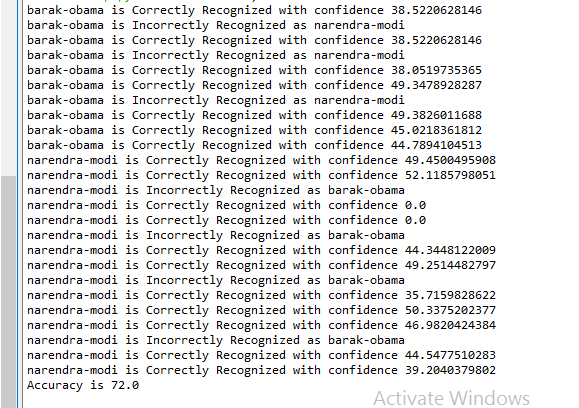 barak-obama is Correctly Recognized with confidence 38.5220628146
barak-obama is Incorrectly Recognized as narendra-modi
barak-obama is Correctly Recognized with confidence 38.5220628146
barak-obama is Incorrectly Recognized as narendra-modi
barak-obama is Correctly Recognized with confidence 38.0519735365
barak-obama is Correctly Recognized with confidence 49.3478928287
barak-obama is Incorrectly Recognized as narendra-modi
barak-obama is Correctly Recognized with confidence 49.3826011688
barak-obama is Correctly Recognized with confidence 45.0218361812
barak-obama is Correctly Recognized with confidence 44.7894104513
narendra-modi is Correctly Recognized with confidence 49.4500495908
narendra-modi is Correctly Recognized with confidence 52.1185798051
narendra-modi is Incorrectly Recognized as barak-obama
narendra-modi is Correctly Recognized with confidence 0.0
narendra-modi is Correctly Recognized with confidence 0.0
narendra-modi is Incorrectly Recognized as barak-obama
narendra-modi is Correctly Recognized with confidence 44.3448122009
narendra-modi is Correctly Recognized with confidence 49.2514482797
narendra-modi is Incorrectly Recognized as barak-obama
narendra-modi is Correctly Recognized with confidence 35.7159828622
narendra-modi is Correctly Recognized with confidence 50.3375202377
narendra-modi is Correctly Recognized with confidence 46.9820424384
narendra-modi is Incorrectly Recognized as barak-obama
narendra-modi is Correctly Recognized with confidence 44.5477510283
narendra-modi is Correctly Recognized with confidence 39.2040379802
Accuracy is 72.0
Activate Windows